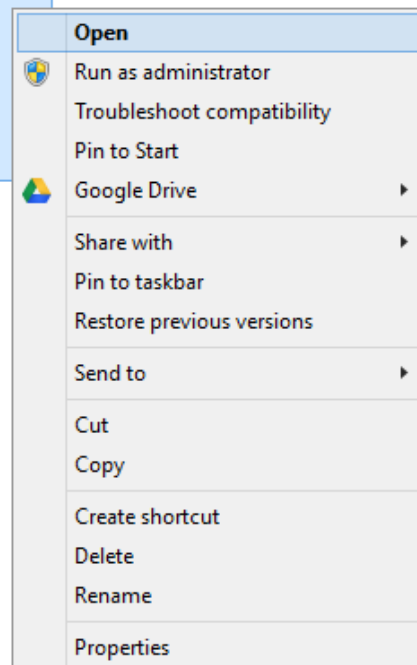 Open
Run as administrator
Troubleshoot compatibility
Pin to Start
Google Drive
Share with
Pin to taskbar
Restore previous versions
Send to
Cut
Copy
Create shortcut
Delete
Rename
Properties